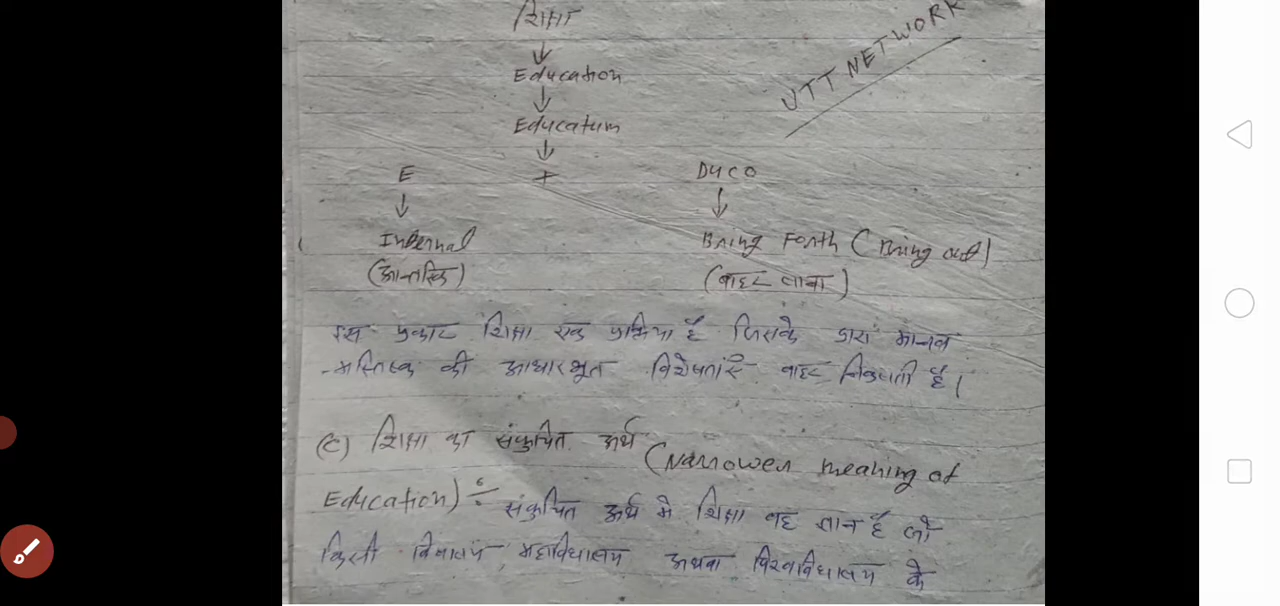 शिक्षा
UTT NETWORK
↓
Education
↓
Educatum
↓
E + Duco
↓ ↓
Internal Bring Forth (Bring out)
(आन्तरिक) (बाहर लाना)
इस प्रकार शिक्षा एक प्रक्रिया है जिसके द्वारा मानव
मस्तिष्क की आधारभूत विशेषताएं बाहर निकलती है।
(C) शिक्षा का संकुचित अर्थ (Narrower meaning of
Education) :- संकुचित अर्थ मे शिक्षा वह ज्ञान है जो
किसी विद्यालय, महाविद्यालय अथवा विश्वविद्यालय के